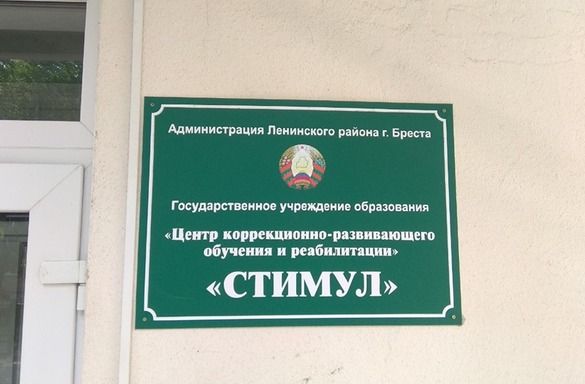 Администрация Ленинского района г. Бреста
Государственное учреждение образования
«Центр коррекционно-развивающего
обучения и реабилитации»
«СТИМУЛ»